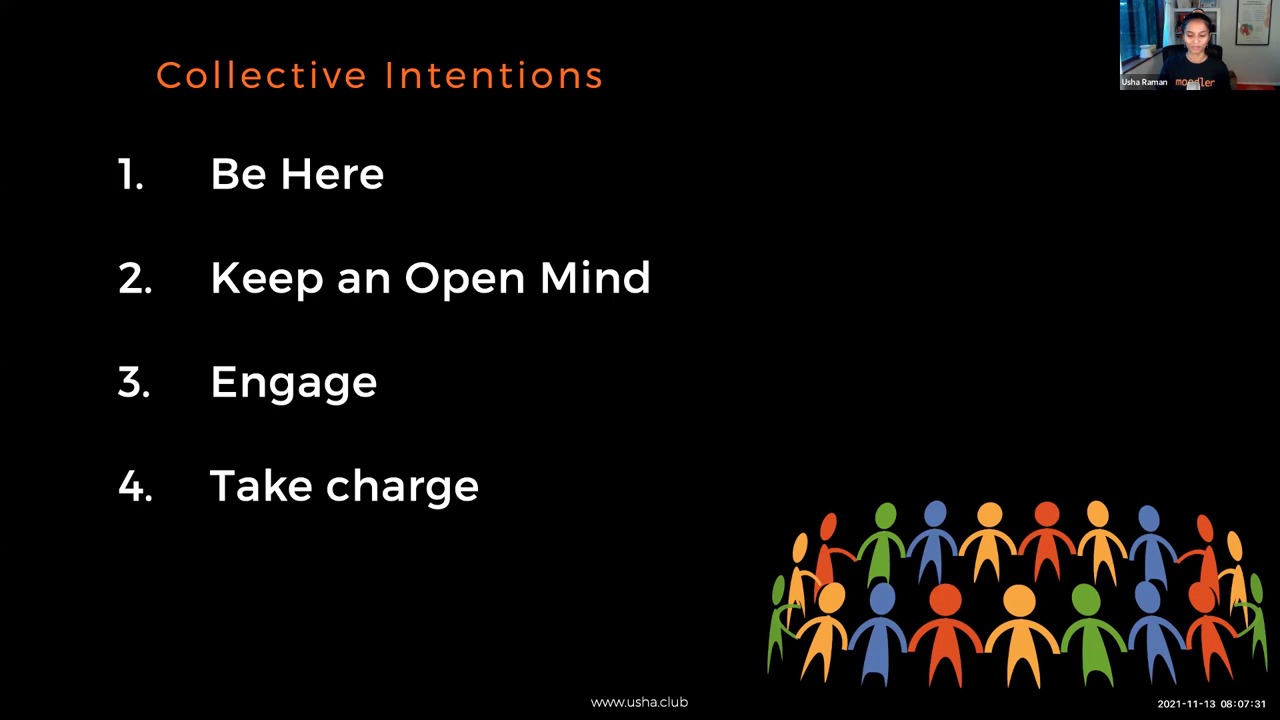 Collective Intentions
Usha Raman
moodler
1. Be Here
2. Keep an Open Mind
3. Engage
4. Take charge
www.usha.club
2021-11-13 08:07:31